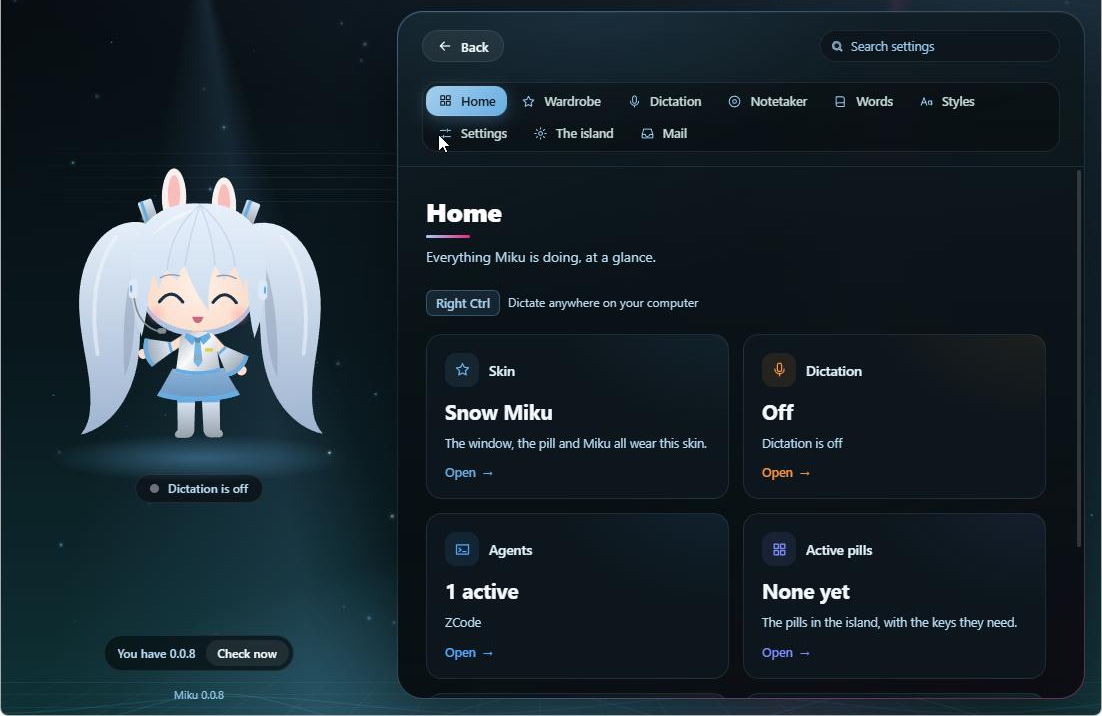 Back
Search settings
Home
Wardrobe
Dictation
Notetaker
Words
Aa Styles
Settings
The island
Mail
Home
Everything Miku is doing, at a glance.
Right Ctrl Dictate anywhere on your computer
Skin
Snow Miku
The window, the pill and Miku all wear this skin.
Open →
Dictation
Off
Dictation is off
Open →
Agents
1 active
ZCode
Open →
Active pills
None yet
The pills in the island, with the keys they need.
Open →
Dictation is off
You have 0.0.8 Check now
Miku 0.0.8